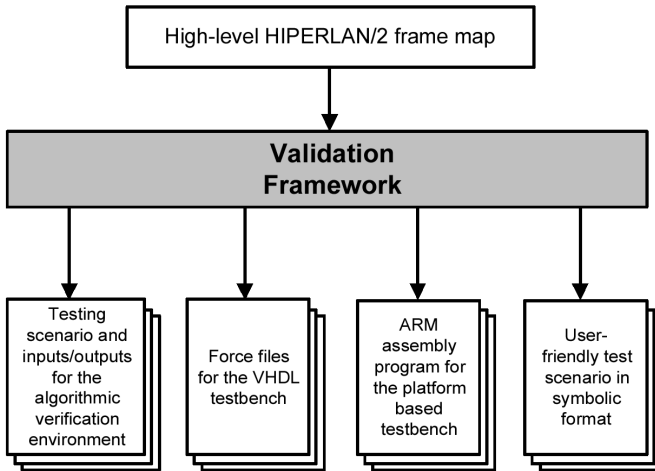 High-level HIPERLAN/2 frame map
Validation
Framework
Testing
scenario and
inputs/outputs
for the
algorithmic
verification
environment
Force files
for the VHDL
testbench
ARM
assembly
program for
the platform
based
testbench
User-
friendly test
scenario in
symbolic
format